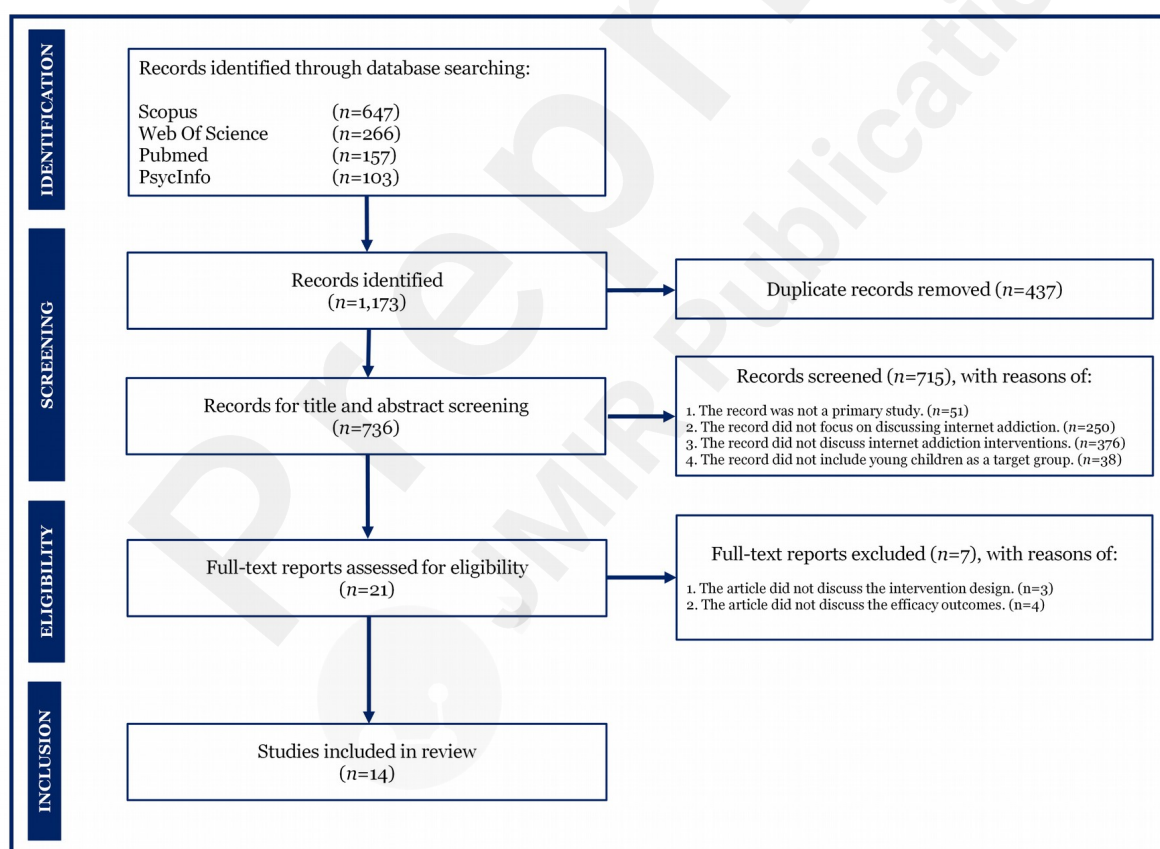 IDENTIFICATION
Records identified through database searching:
Scopus (n=647)
Web Of Science (n=266)
Pubmed (n=157)
PsycInfo (n=103)
SCREENING
Records identified
(n=1,173)
Duplicate records removed (n=437)
Records for title and abstract screening
(n=736)
Records screened (n=715), with reasons of:
1. The record was not a primary study. (n=51)
2. The record did not focus on discussing internet addiction. (n=250)
3. The record did not discuss internet addiction interventions. (n=376)
4. The record did not include young children as a target group. (n=38)
ELIGIBILITY
Full-text reports assessed for eligibility
(n=21)
Full-text reports excluded (n=7), with reasons of:
1. The article did not discuss the intervention design. (n=3)
2. The article did not discuss the efficacy outcomes. (n=4)
INCLUSION
Studies included in review
(n=14)
Prepri
JMIR Publicatio